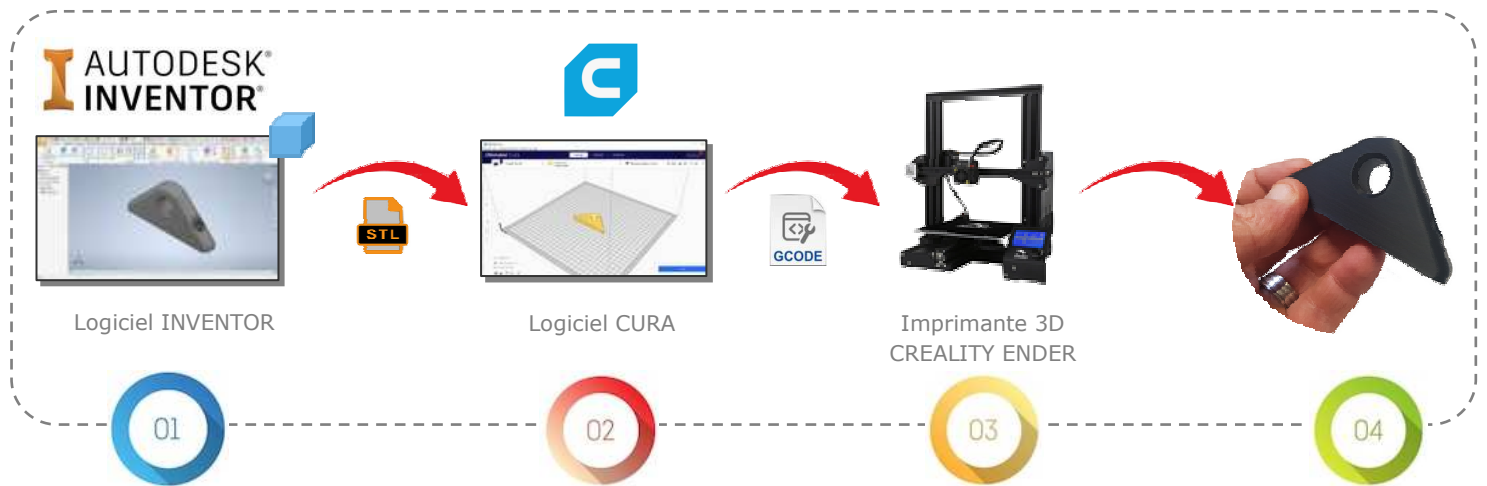 AUTODESK®
INVENTOR®
STL
GCODE
Logiciel INVENTOR
Logiciel CURA
Imprimante 3D
CREALITY ENDER
01
02
03
04